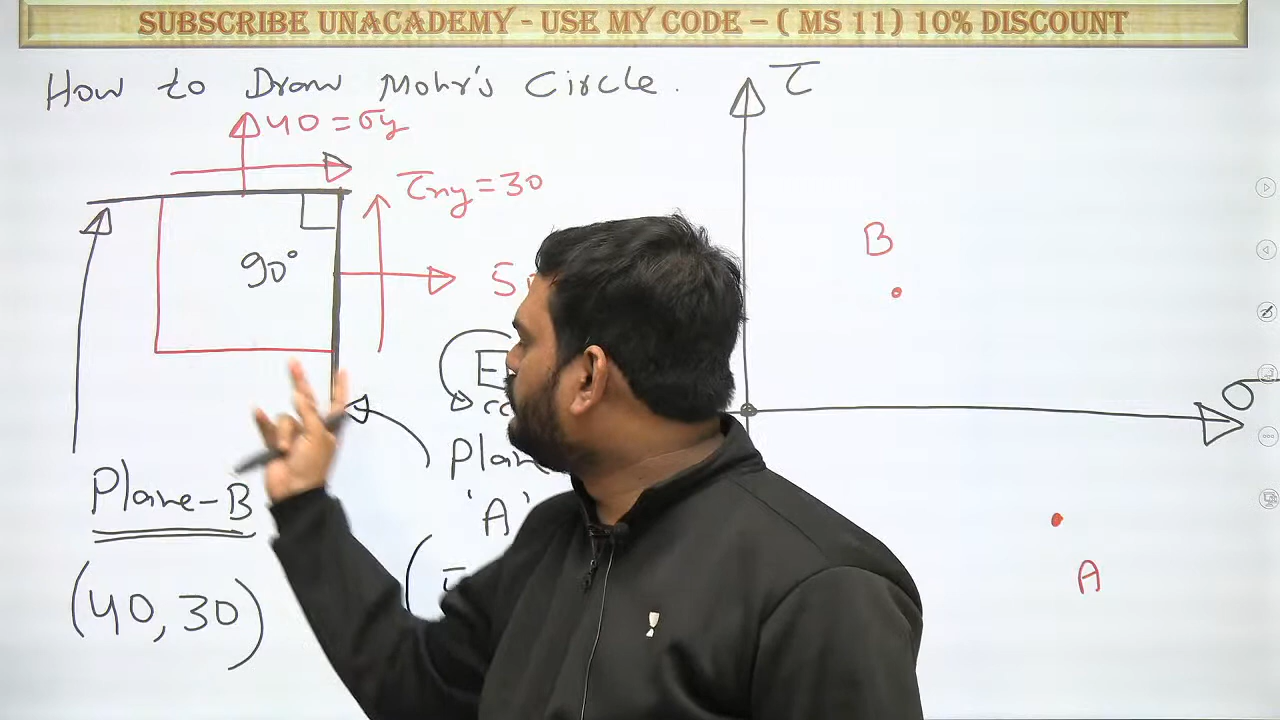 SUBSCRIBE UNACADEMY - USE MY CODE – ( MS 11) 10% DISCOUNT
How to Draw Mohr's Circle.
τ
40 = σy
τxy = 30
B
90°
σ
Plane-B
'A'
A
(40, 30)